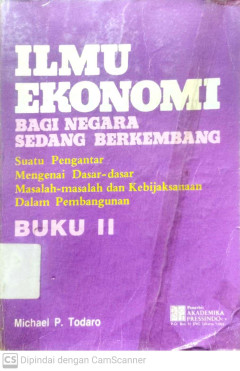 ILMU
EKONOMI
BAGI NEGARA
SEDANG BERKEMBANG
Suatu Pengantar
Mengenai Dasar-dasar
Masalah-masalah dan Kebijaksanaan
Dalam Pembangunan
BUKU II
Penerbit
AKADEMIKA
PRESSINDO
Michael P. Todaro
CS Dipindai dengan CamScanner